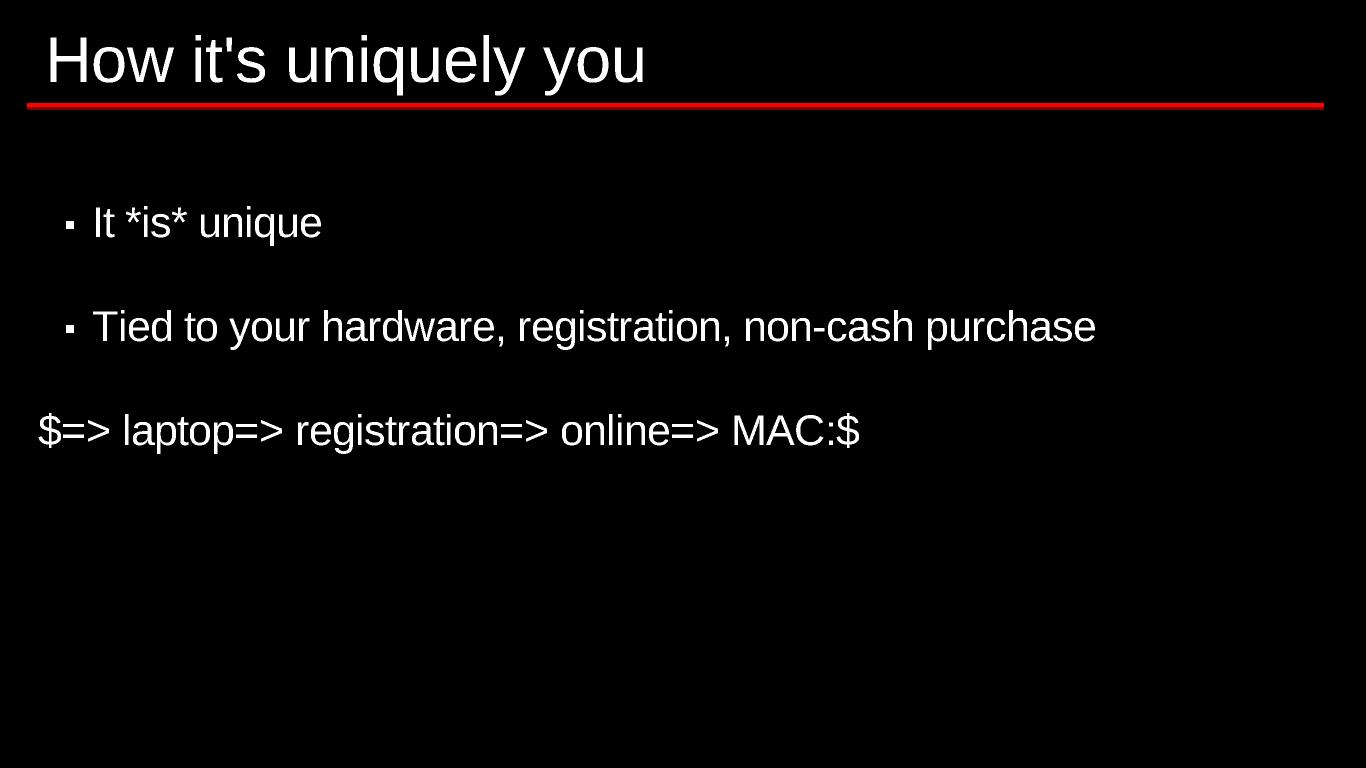 How it's uniquely you
▪ It *is* unique
▪ Tied to your hardware, registration, non-cash purchase
$=> laptop=> registration=> online=> MAC:$